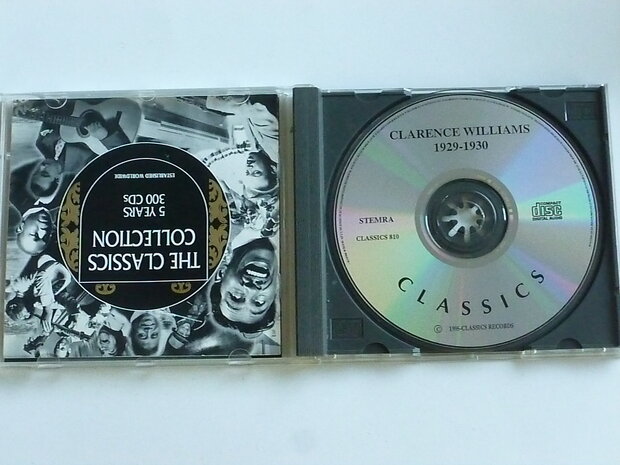 THE CLASSICS
COLLECTION
5 YEARS
300 CDs
ESTABLISHED WORLDWIDE
CLARENCE WILLIAMS
1929-1930
STEMRA
CLASSICS 810
COMPACT
disc
DIGITAL AUDIO
CLASSICS
© 1995-CLASSICS RECORDS